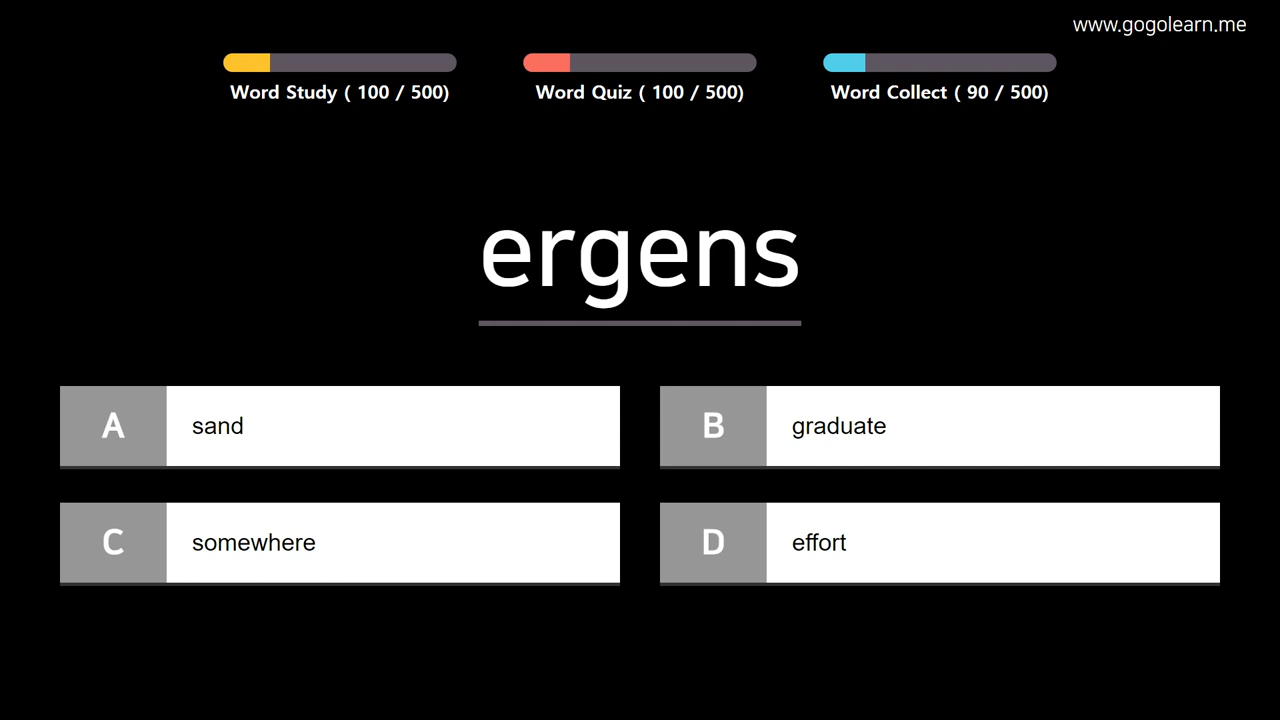 www.gogolearn.me
Word Study ( 100 / 500)
Word Quiz ( 100 / 500)
Word Collect ( 90 / 500)
ergens
A
sand
B
graduate
C
somewhere
D
effort